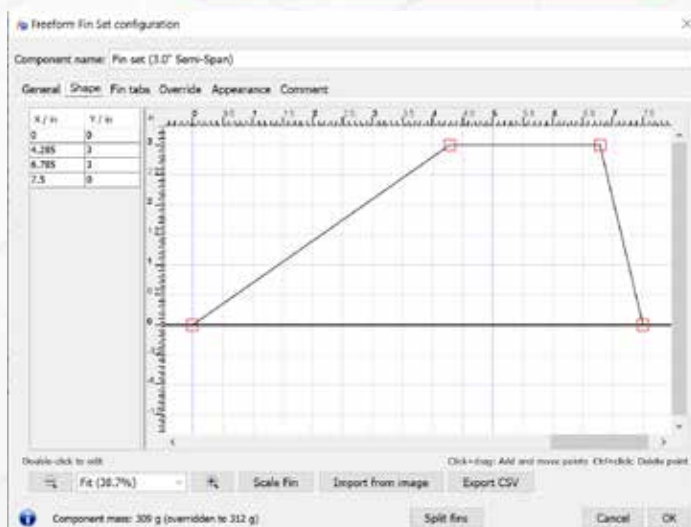 Freeform Fin Set configuration
Component name: Fin set (3.0" Semi-Span)
General Shape Fin tabs Override Appearance Comment
X / in Y / in
0 0
4.285 3
6.785 3
7.5 0
Double-click to edit
Click+drag: Add and move points Ctrl+click: Delete point
Fit (38.7%) Scale Fin Import from image Export CSV
Component mass: 309 g (overridden to 312 g) Split fins Cancel OK